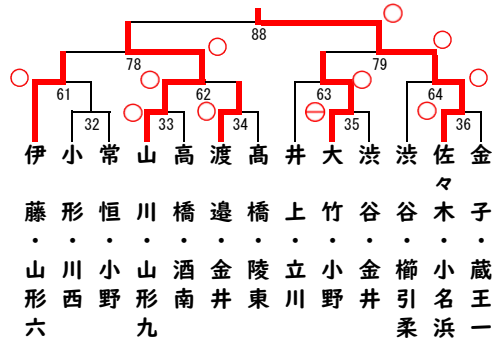 88
78
79
61
62
63
64
32
33
34
35
36
伊藤・山形六
小形・川西
常恒・小野
山川・山形九
高橋・酒南
渡邉・金井
髙橋・陵東
井上・立川
大竹・小野
渋谷・金井
渋谷・櫛引柔
佐々木・小名浜
金子・蔵王一